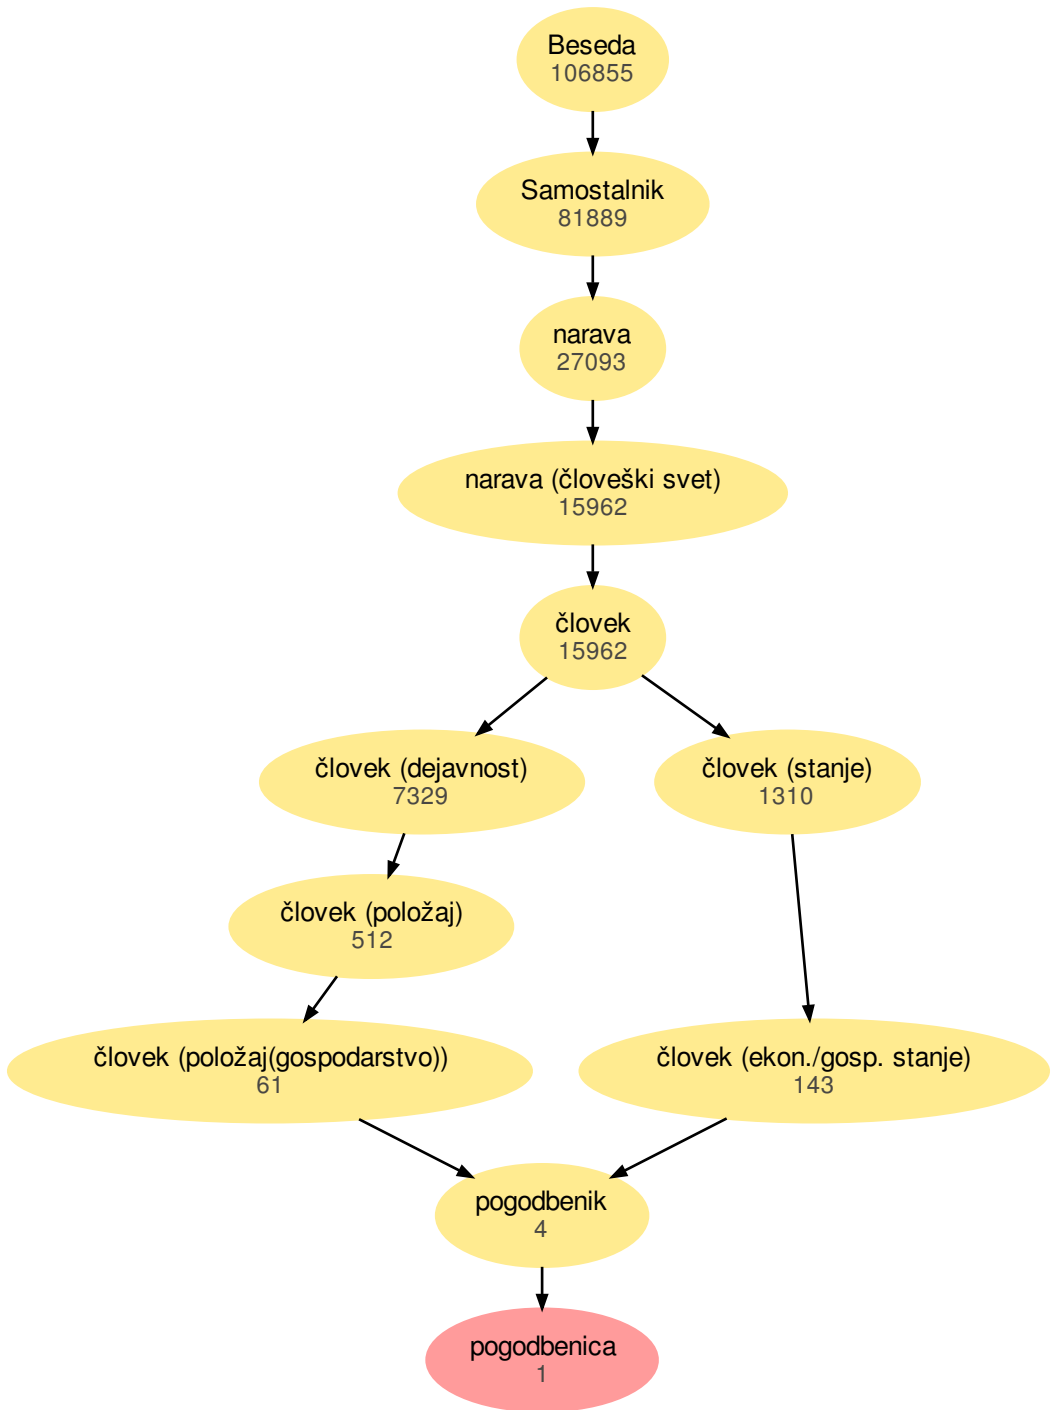 Beseda
106855
Samostalnik
81889
narava
27093
narava (človeški svet)
15962
človek
15962
človek (dejavnost)
7329
človek (stanje)
1310
človek (položaj)
512
človek (položaj(gospodarstvo))
61
človek (ekon./gosp. stanje)
143
pogodbenik
4
pogodbenica
1